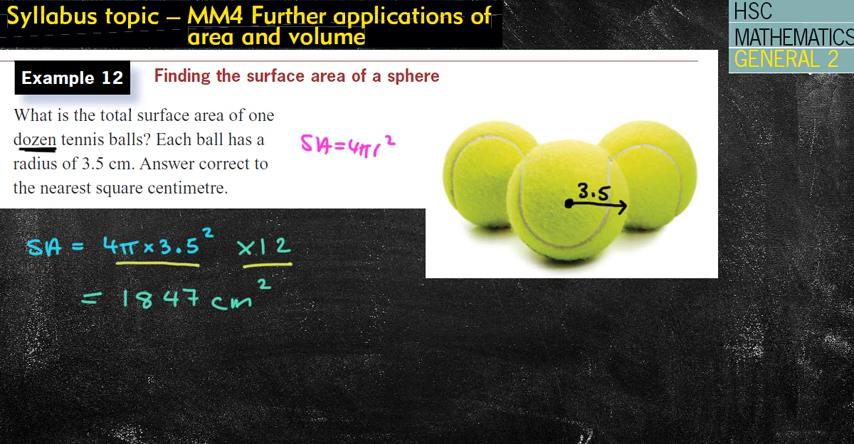 Syllabus topic – MM4 Further applications of
area and volume
HSC
MATHEMATICS
GENERAL 2
Example 12 Finding the surface area of a sphere
What is the total surface area of one
dozen tennis balls? Each ball has a
radius of 3.5 cm. Answer correct to
the nearest square centimetre.
SA=4πr²
3.5
SA = 4π×3.5² ×12
= 1847 cm²